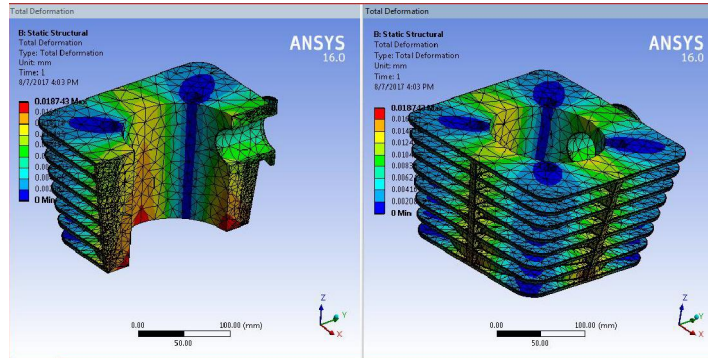 Total Deformation
B: Static Structural
Total Deformation
Type: Total Deformation
Unit: mm
Time: 1
8/7/2017 4:03 PM
ANSYS
16.0
0.018743 Max
0 Min
0.00
100.00 (mm)
50.00
Z
Y
X
Total Deformation
B: Static Structural
Total Deformation
Type: Total Deformation
Unit: mm
Time: 1
8/7/2017 4:03 PM
ANSYS
16.0
0.018743 Max
0 Min
0.00
100.00 (mm)
50.00
Z
Y
X